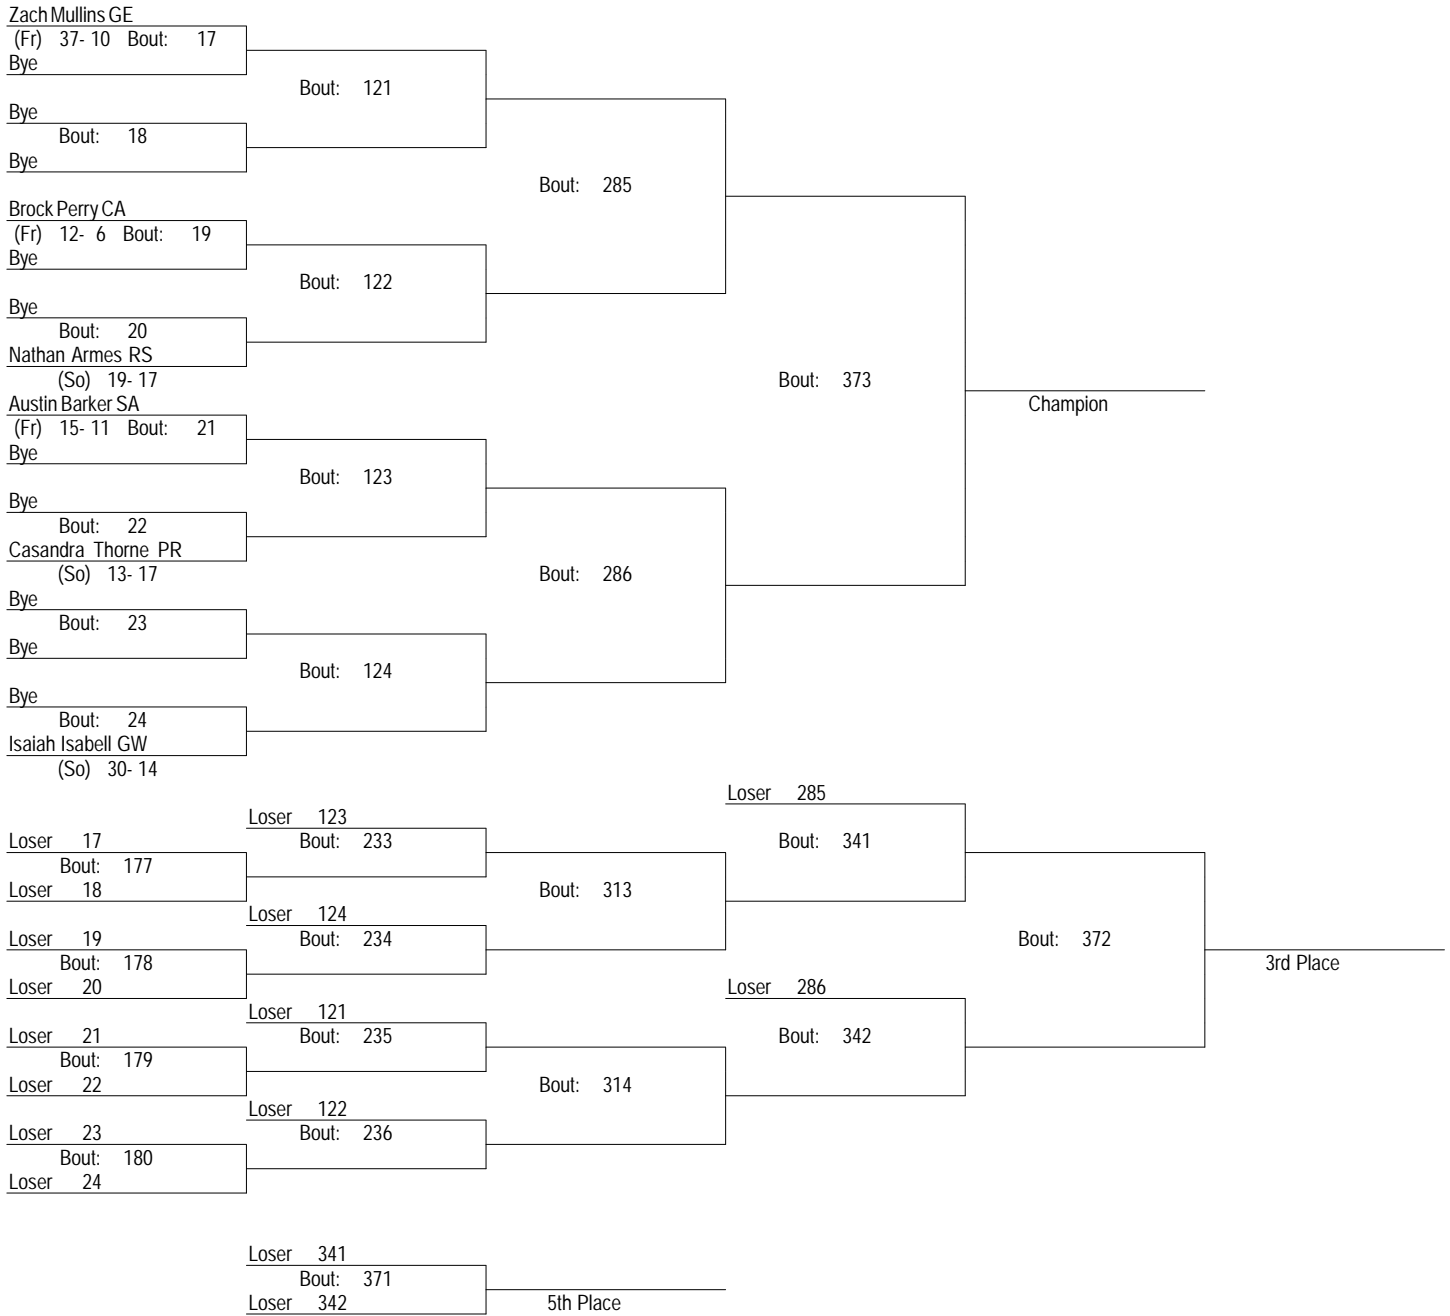 Zach Mullins GE
(Fr) 37- 10 Bout: 17
Bye
Bout: 121
Bye
Bout: 18
Bye
Bout: 285
Brock Perry CA
(Fr) 12- 6 Bout: 19
Bye
Bout: 122
Bye
Bout: 20
Nathan Armes RS
(So) 19- 17
Bout: 373
Champion
Austin Barker SA
(Fr) 15- 11 Bout: 21
Bye
Bout: 123
Bye
Bout: 22
Casandra Thorne PR
(So) 13- 17
Bout: 286
Bye
Bout: 23
Bye
Bout: 124
Bye
Bout: 24
Isaiah Isabell GW
(So) 30- 14
Loser 285
Loser 123
Loser 17
Bout: 233
Bout: 341
Bout: 177
Loser 18
Bout: 313
Loser 124
Loser 19
Bout: 234
Bout: 372
Bout: 178
3rd Place
Loser 20
Loser 286
Loser 121
Loser 21
Bout: 235
Bout: 342
Bout: 179
Loser 22
Bout: 314
Loser 122
Loser 23
Bout: 236
Bout: 180
Loser 24
Loser 341
Bout: 371
Loser 342
5th Place